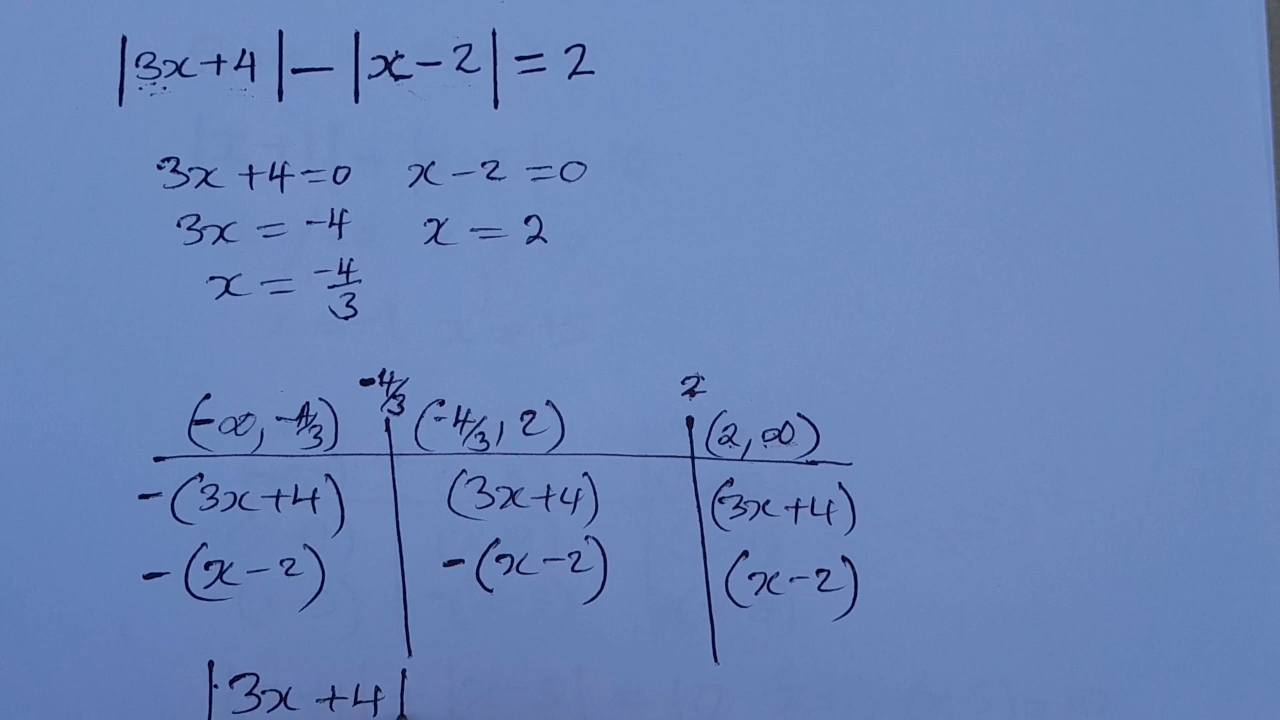 |3x+4|-|x-2|=2
3x+4=0 x-2=0
3x=-4 x=2
x=-4/3
-4/3 2
(-∞,-4/3) (-4/3,2) (2,∞)
-(3x+4) (3x+4) (3x+4)
-(x-2) -(x-2) (x-2)
|3x+4|